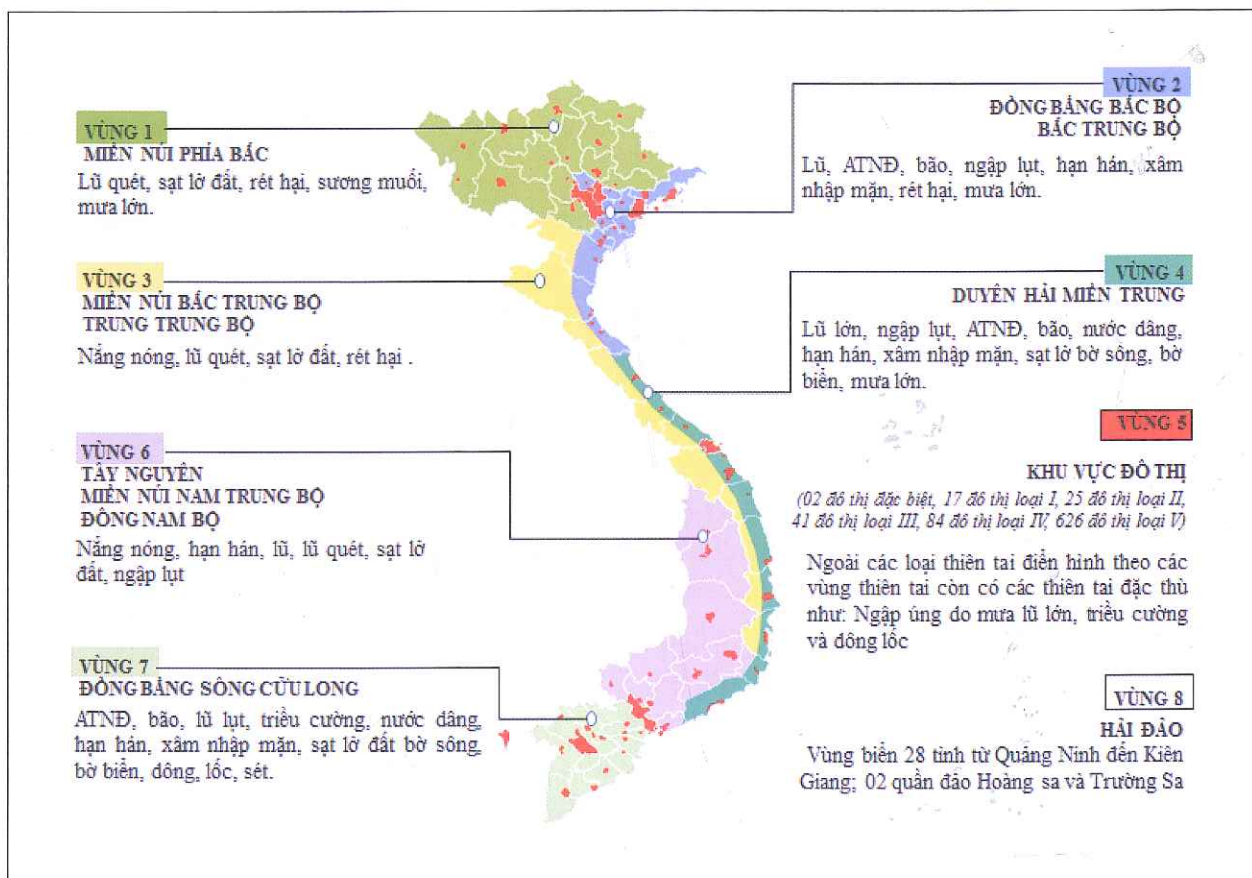 VÙNG 1
MIỀN NÚI PHÍA BẮC
Lũ quét, sạt lở đất, rét hại, sương muối,
mưa lớn.
VÙNG 2
ĐỒNG BẰNG BẮC BỘ
BẮC TRUNG BỘ
Lũ, ATNĐ, bão, ngập lụt, hạn hán, xâm
nhập mặn, rét hại, mưa lớn.
VÙNG 3
MIỀN NÚI BẮC TRUNG BỘ
TRUNG TRUNG BỘ
Nắng nóng, lũ quét, sạt lở đất, rét hại .
VÙNG 4
DUYÊN HẢI MIỀN TRUNG
Lũ lớn, ngập lụt, ATNĐ, bão, nước dâng,
hạn hán, xâm nhập mặn, sạt lở bờ sông, bờ
biển, mưa lớn.
VÙNG 5
KHU VỰC ĐÔ THỊ
(02 đô thị đặc biệt, 17 đô thị loại I, 25 đô thị loại II,
41 đô thị loại III, 84 đô thị loại IV, 626 đô thị loại V)
Ngoài các loại thiên tai điển hình theo các
vùng thiên tai còn có các thiên tai đặc thù
như: Ngập úng do mưa lũ lớn, triều cường
và dông lốc
VÙNG 6
TÂY NGUYÊN
MIỀN NÚI NAM TRUNG BỘ
ĐÔNG NAM BỘ
Nắng nóng, hạn hán, lũ, lũ quét, sạt lở
đất, ngập lụt
VÙNG 7
ĐỒNG BẰNG SÔNG CỬU LONG
ATNĐ, bão, lũ lụt, triều cường, nước dâng,
hạn hán, xâm nhập mặn, sạt lở đất bờ sông,
bờ biển, dông, lốc, sét.
VÙNG 8
HẢI ĐẢO
Vùng biển 28 tỉnh từ Quảng Ninh đến Kiên
Giang; 02 quần đảo Hoàng sa và Trường Sa